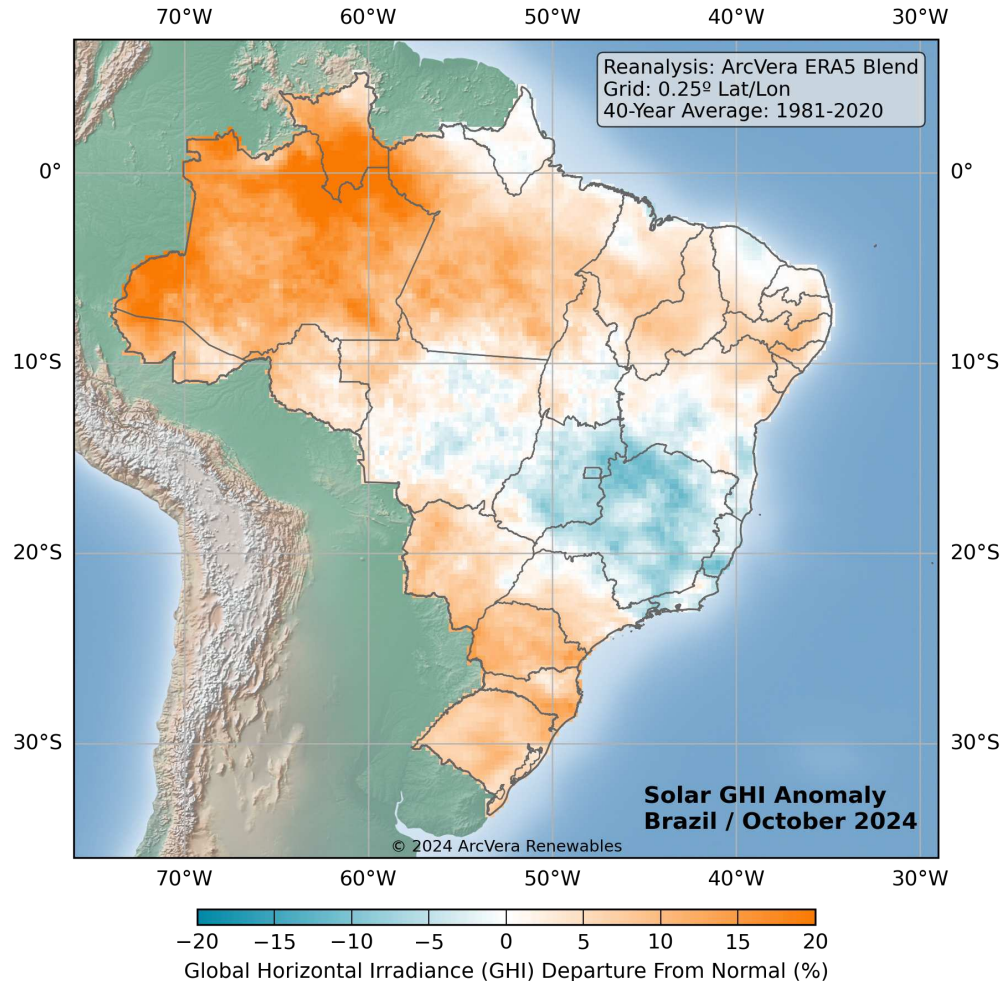 70°W 60°W 50°W 40°W 30°W
Reanalysis: ArcVera ERA5 Blend
Grid: 0.25º Lat/Lon
40-Year Average: 1981-2020
0° 0°
10°S 10°S
20°S 20°S
30°S 30°S
Solar GHI Anomaly
Brazil / October 2024
© 2024 ArcVera Renewables
70°W 60°W 50°W 40°W 30°W
−20 −15 −10 −5 0 5 10 15 20
Global Horizontal Irradiance (GHI) Departure From Normal (%)